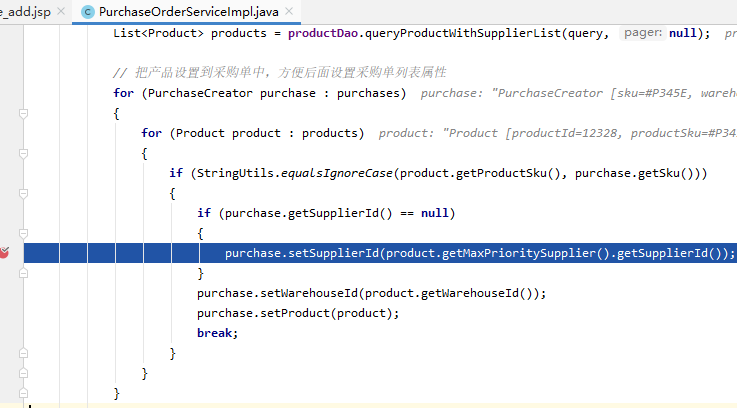 e_add.jsp × PurchaseOrderServiceImpl.java ×
List<Product> products = productDao.queryProductWithSupplierList(query, pager: null);
// 把产品设置到采购单中，方便后面设置采购单列表属性
for (PurchaseCreator purchase : purchases) purchase: "PurchaseCreator [sku=#P345E, wareho
{
for (Product product : products) product: "Product [productId=12328, productSku=#P34
{
if (StringUtils.equalsIgnoreCase(product.getProductSku(), purchase.getSku()))
{
if (purchase.getSupplierId() == null)
{
purchase.setSupplierId(product.getMaxPrioritySupplier().getSupplierId());
}
purchase.setWarehouseId(product.getWarehouseId());
purchase.setProduct(product);
break;
}
}
}